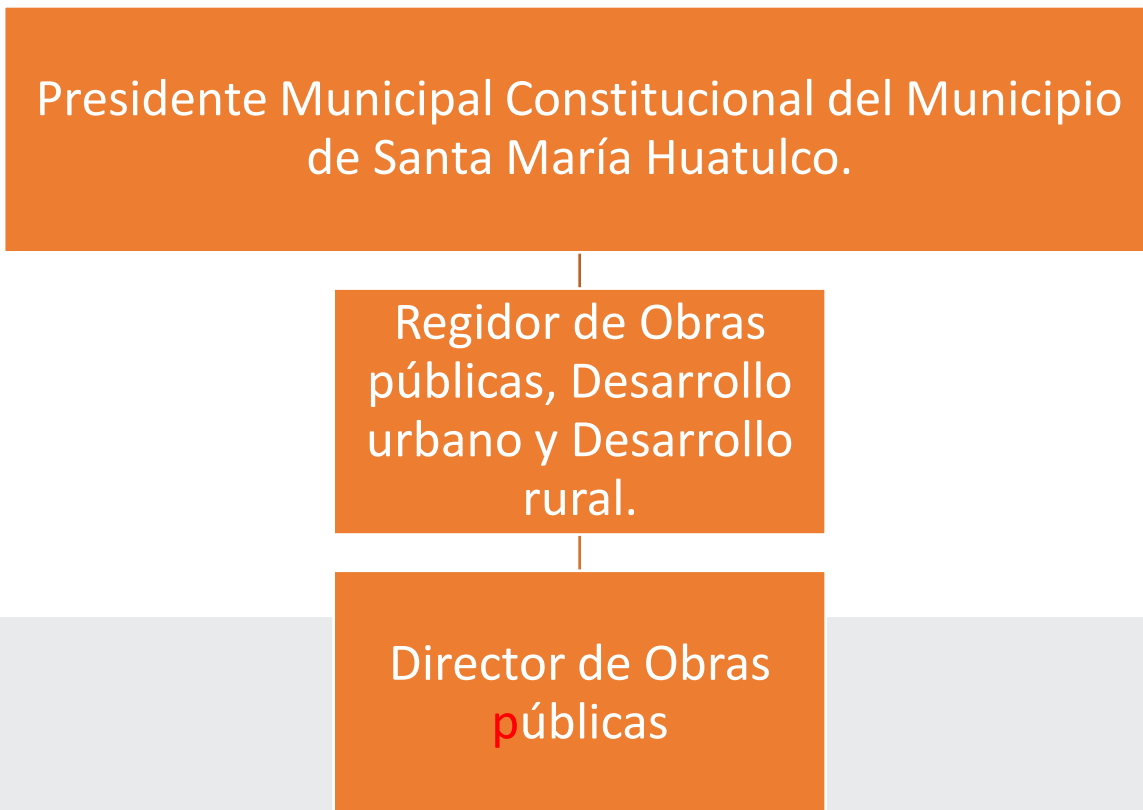 Presidente Municipal Constitucional del Municipio
de Santa María Huatulco.
Regidor de Obras
públicas, Desarrollo
urbano y Desarrollo
rural.
Director de Obras
públicas